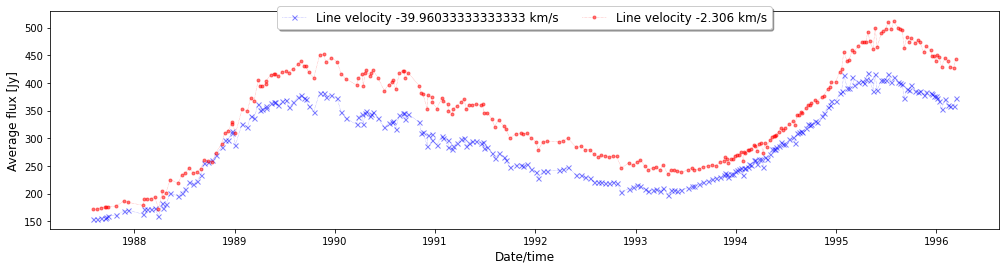 Line velocity -39.96033333333333 km/s Line velocity -2.306 km/s
Average flux [Jy]
500
450
400
350
300
250
200
150
1988 1989 1990 1991 1992 1993 1994 1995 1996
Date/time